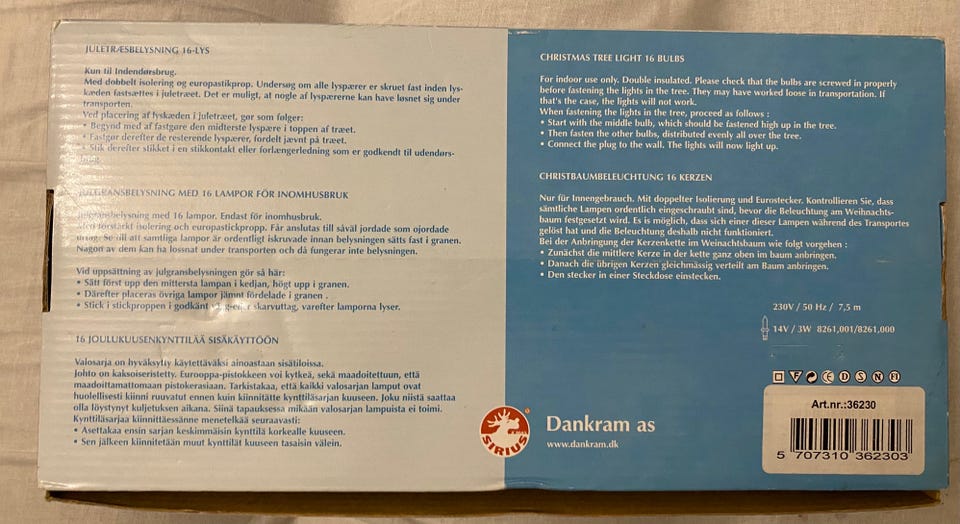 JULETRÆSBELYSNING 16-LYS
Kun til Indendørsbrug.
Med dobbelt isolering og europastikprop. Undersøg om alle lyspærer er skruet fast inden lys-
kæden fastsættes i juletræet. Det er muligt, at nogle af lyspærerne kan have løsnet sig under
transporten.
Ved placering af lyskæden i juletræet, gør som følger:
• Begynd med af fastgøre den midterste lyspære i toppen af træet.
• Fastgør derefter de resterende lyspærer, fordelt jævnt på træet.
• Stik derefter stikket i en stikkontakt eller forlængerledning som er godkendt til udendørs-
JULGRANSBELYSNING MED 16 LAMPOR FÖR INOMHUSBRUK
Julgransbelysning med 16 lampor. Endast för inomhusbruk.
Med förstärkt isolering och europastickpropp. Får anslutas till såväl jordade som ojordade
uttag. Se till att samtliga lampor är ordentligt iskruvade innan belysningen sätts fast i granen.
Någon av dem kan ha lossnat under transporten och då fungerar inte belysningen.
Vid uppsättning av julgransbelysningen gör så här:
• Sätt först upp den mittersta lampan i kedjan, högt upp i granen.
• Därefter placeras övriga lampor jämnt fördelade i granen .
• Stick i stickproppen i godkänt vägg-eller skarvuttag, varefter lamporna lyser.
16 JOULUKUUSENKYNTTILÄÄ SISÄKÄYTTÖÖN
Valosarja on hyväksytty käytettäväksi ainoastaan sisätiloissa.
Johto on kaksoiseristetty. Eurooppa-pistokkeen voi kytkeä, sekä maadoitettuun, että
maadoittamattomaan pistokerasiaan. Tarkistakaa, että kaikki valosarjan lamput ovat
huolellisesti kiinni ruuvatut ennen kuin kiinnitätte kynttiläsarjan kuuseen. Joku niistä saattaa
olla löystynyt kuljetuksen aikana. Siinä tapauksessa mikään valosarjan lampuista ei toimi.
Kynttiläsarjaa kiinnittäessänne menetelkää seuraavasti:
• Asettakaa ensin sarjan keskimmäisin kynttilä korkealle kuuseen.
• Sen jälkeen kiinnitetään muut kynttilät kuuseen tasaisin välein.
CHRISTMAS TREE LIGHT 16 BULBS
For indoor use only. Double insulated. Please check that the bulbs are screwed in properly
before fastening the lights in the tree. They may have worked loose in transportation. If
that's the case, the lights will not work.
When fastening the lights in the tree, proceed as follows :
• Start with the middle bulb, which should be fastened high up in the tree.
• Then fasten the other bulbs, distributed evenly all over the tree.
• Connect the plug to the wall. The lights will now light up.
CHRISTBAUMBELEUCHTUNG 16 KERZEN
Nur für Innengebrauch. Mit doppelter Isolierung und Eurostecker. Kontrollieren Sie, dass
sämtliche Lampen ordentlich eingeschraubt sind, bevor die Beleuchtung am Weihnachts-
baum festgesetzt wird. Es is möglich, dass sich einer dieser Lampen während des Transportes
gelöst hat und die Beleuchtung deshalb nicht funktioniert.
Bei der Anbringung der Kerzenkette im Weinachtsbaum wie folgt vorgehen :
• Zunächst die mittlere Kerze in der kette ganz oben im baum anbringen.
• Danach die übrigen Kerzen gleichmässig verteilt am Baum anbringen.
• Den stecker in einer Steckdose einstecken.
230V / 50 Hz / 7,5 m
14V / 3W 8261,001/8261,000
SIRIUS
Dankram as
www.dankram.dk
Art.nr.:36230
5 707310 362303